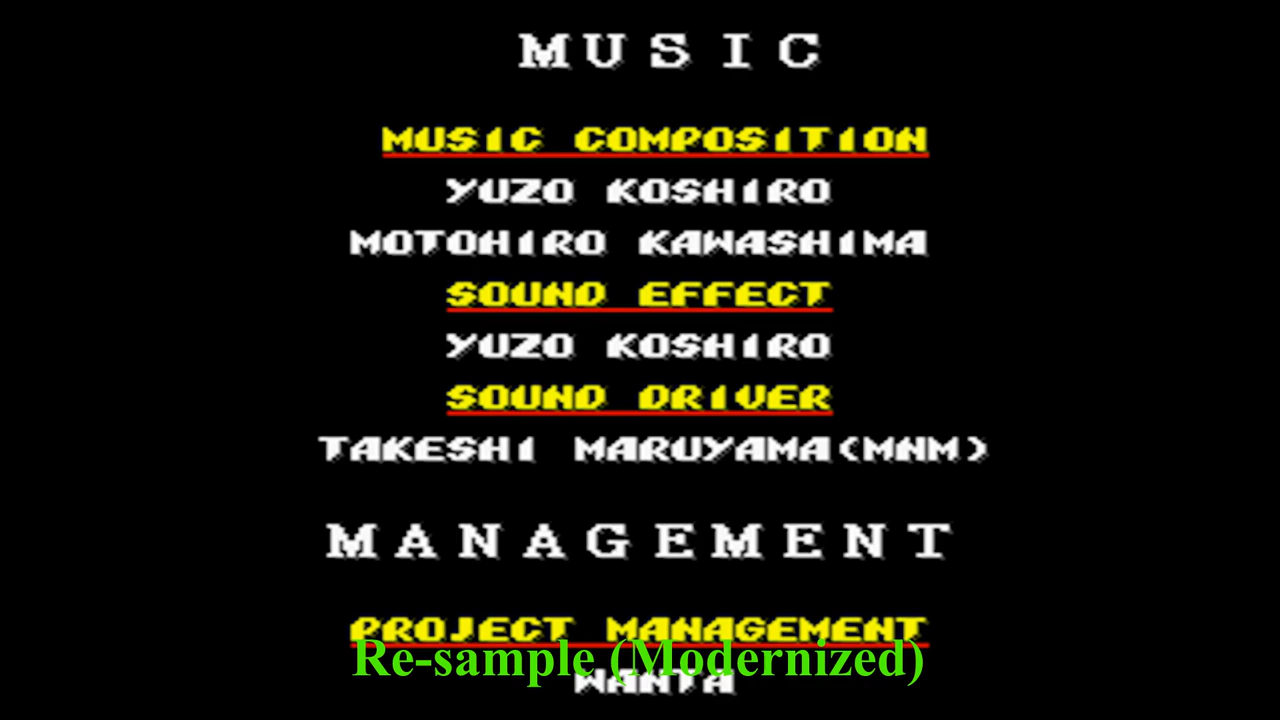 MUSIC
MUSIC COMPOSITION
YUZO KOSHIRO
MOTOHIRO KAWASHIMA
SOUND EFFECT
YUZO KOSHIRO
SOUND DRIVER
TAKESHI MARUYAMA(MNM)
MANAGEMENT
PROJECT MANAGEMENT
Re-sample (Modernized)
WANTA